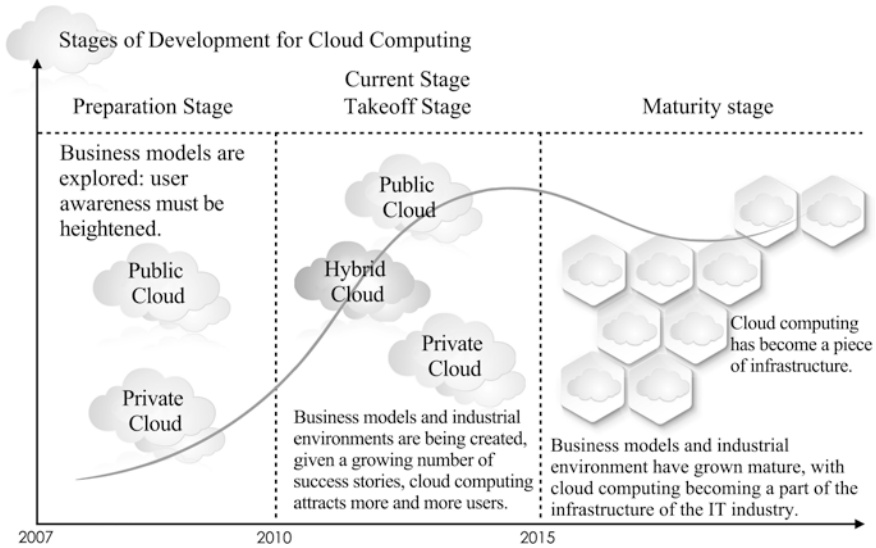 Stages of Development for Cloud Computing
Preparation Stage
Current Stage
Takeoff Stage
Maturity stage
Business models are
explored: user
awareness must be
heightened.
Public
Cloud
Private
Cloud
Public
Cloud
Hybrid
Cloud
Private
Cloud
Business models and industrial
environments are being created,
given a growing number of
success stories, cloud computing
attracts more and more users.
Cloud computing
has become a piece
of infrastructure.
Business models and industrial
environment have grown mature, with
cloud computing becoming a part of the
infrastructure of the IT industry.
2007
2010
2015